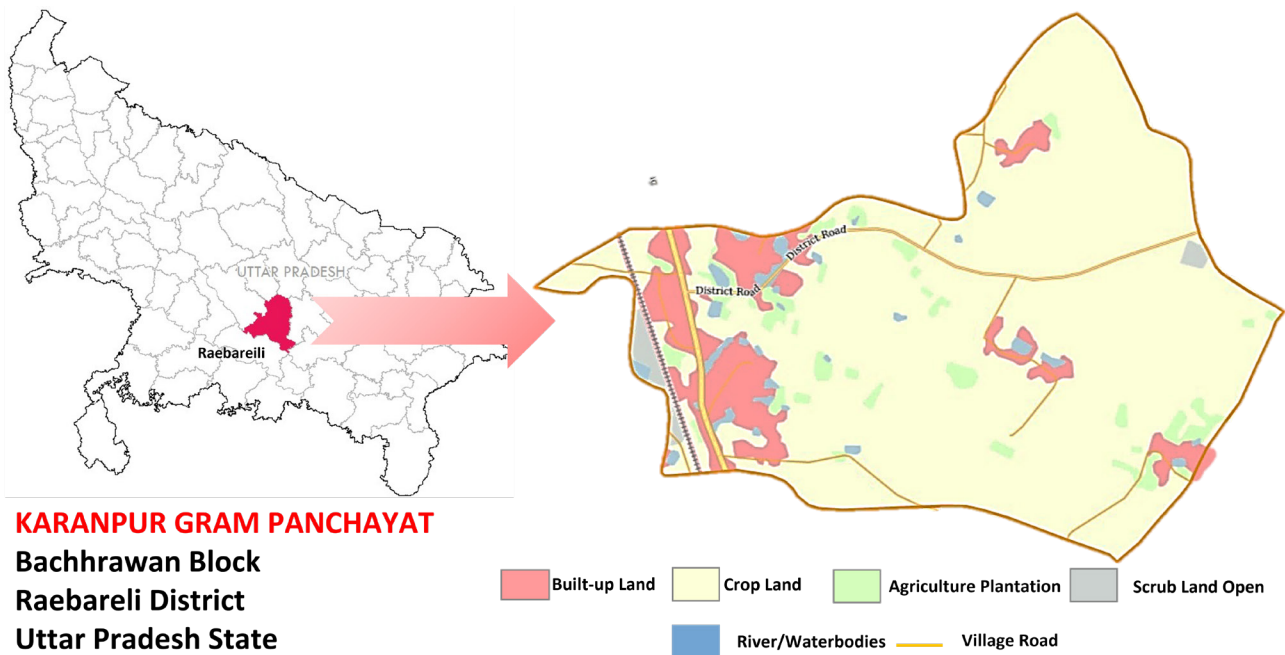 UTTAR PRADESH
Raebareili
KARANPUR GRAM PANCHAYAT
Bachhrawan Block
Raebareli District
Uttar Pradesh State
District Road
District Road
Built-up Land
Crop Land
Agriculture Plantation
Scrub Land Open
River/Waterbodies
Village Road